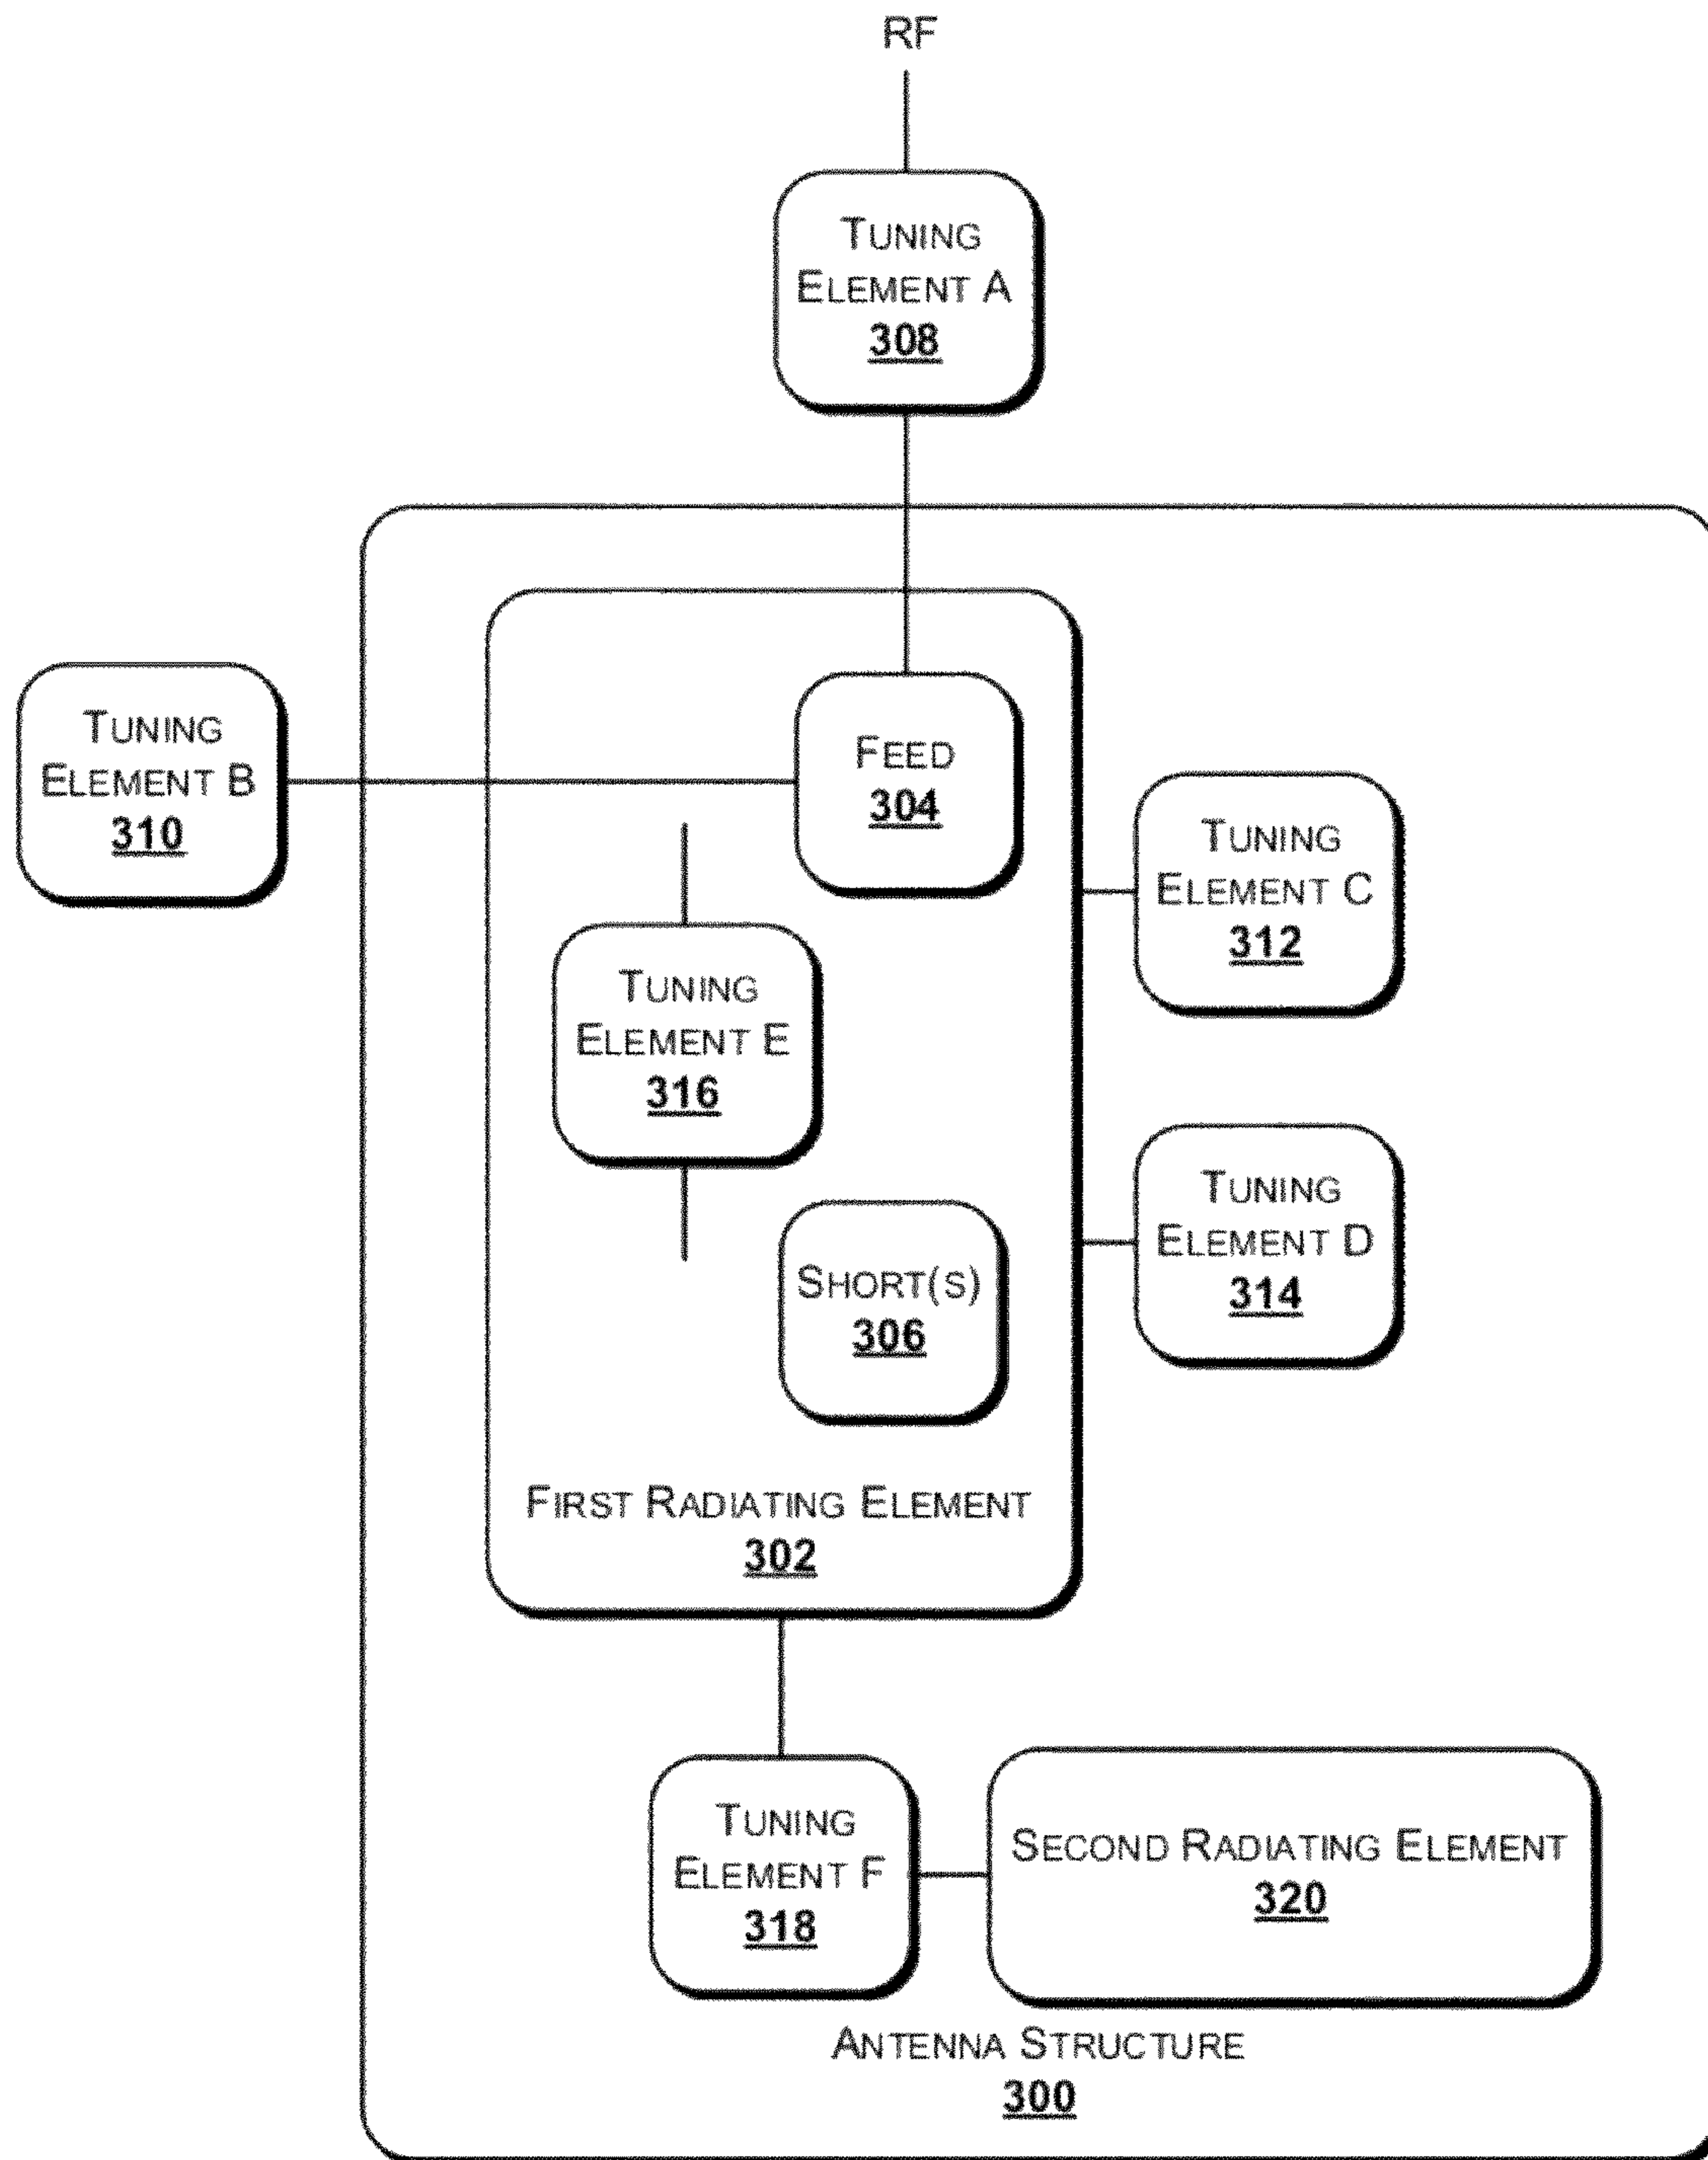 RF
TUNING
ELEMENT A
308
TUNING
ELEMENT B
310
FEED
304
TUNING
ELEMENT C
312
TUNING
ELEMENT E
316
TUNING
ELEMENT D
314
SHORT(S)
306
FIRST RADIATING ELEMENT
302
TUNING
ELEMENT F
318
SECOND RADIATING ELEMENT
320
ANTENNA STRUCTURE
300